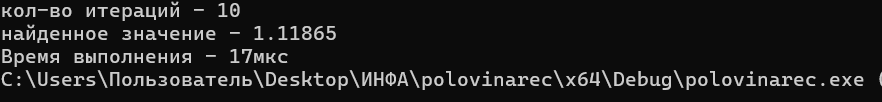 кол-во итераций - 10
найденное значение - 1.11865
Время выполнения - 17мкс
C:\Users\Пользователь\Desktop\ИНФА\polovinarec\x64\Debug\polovinarec.exe (